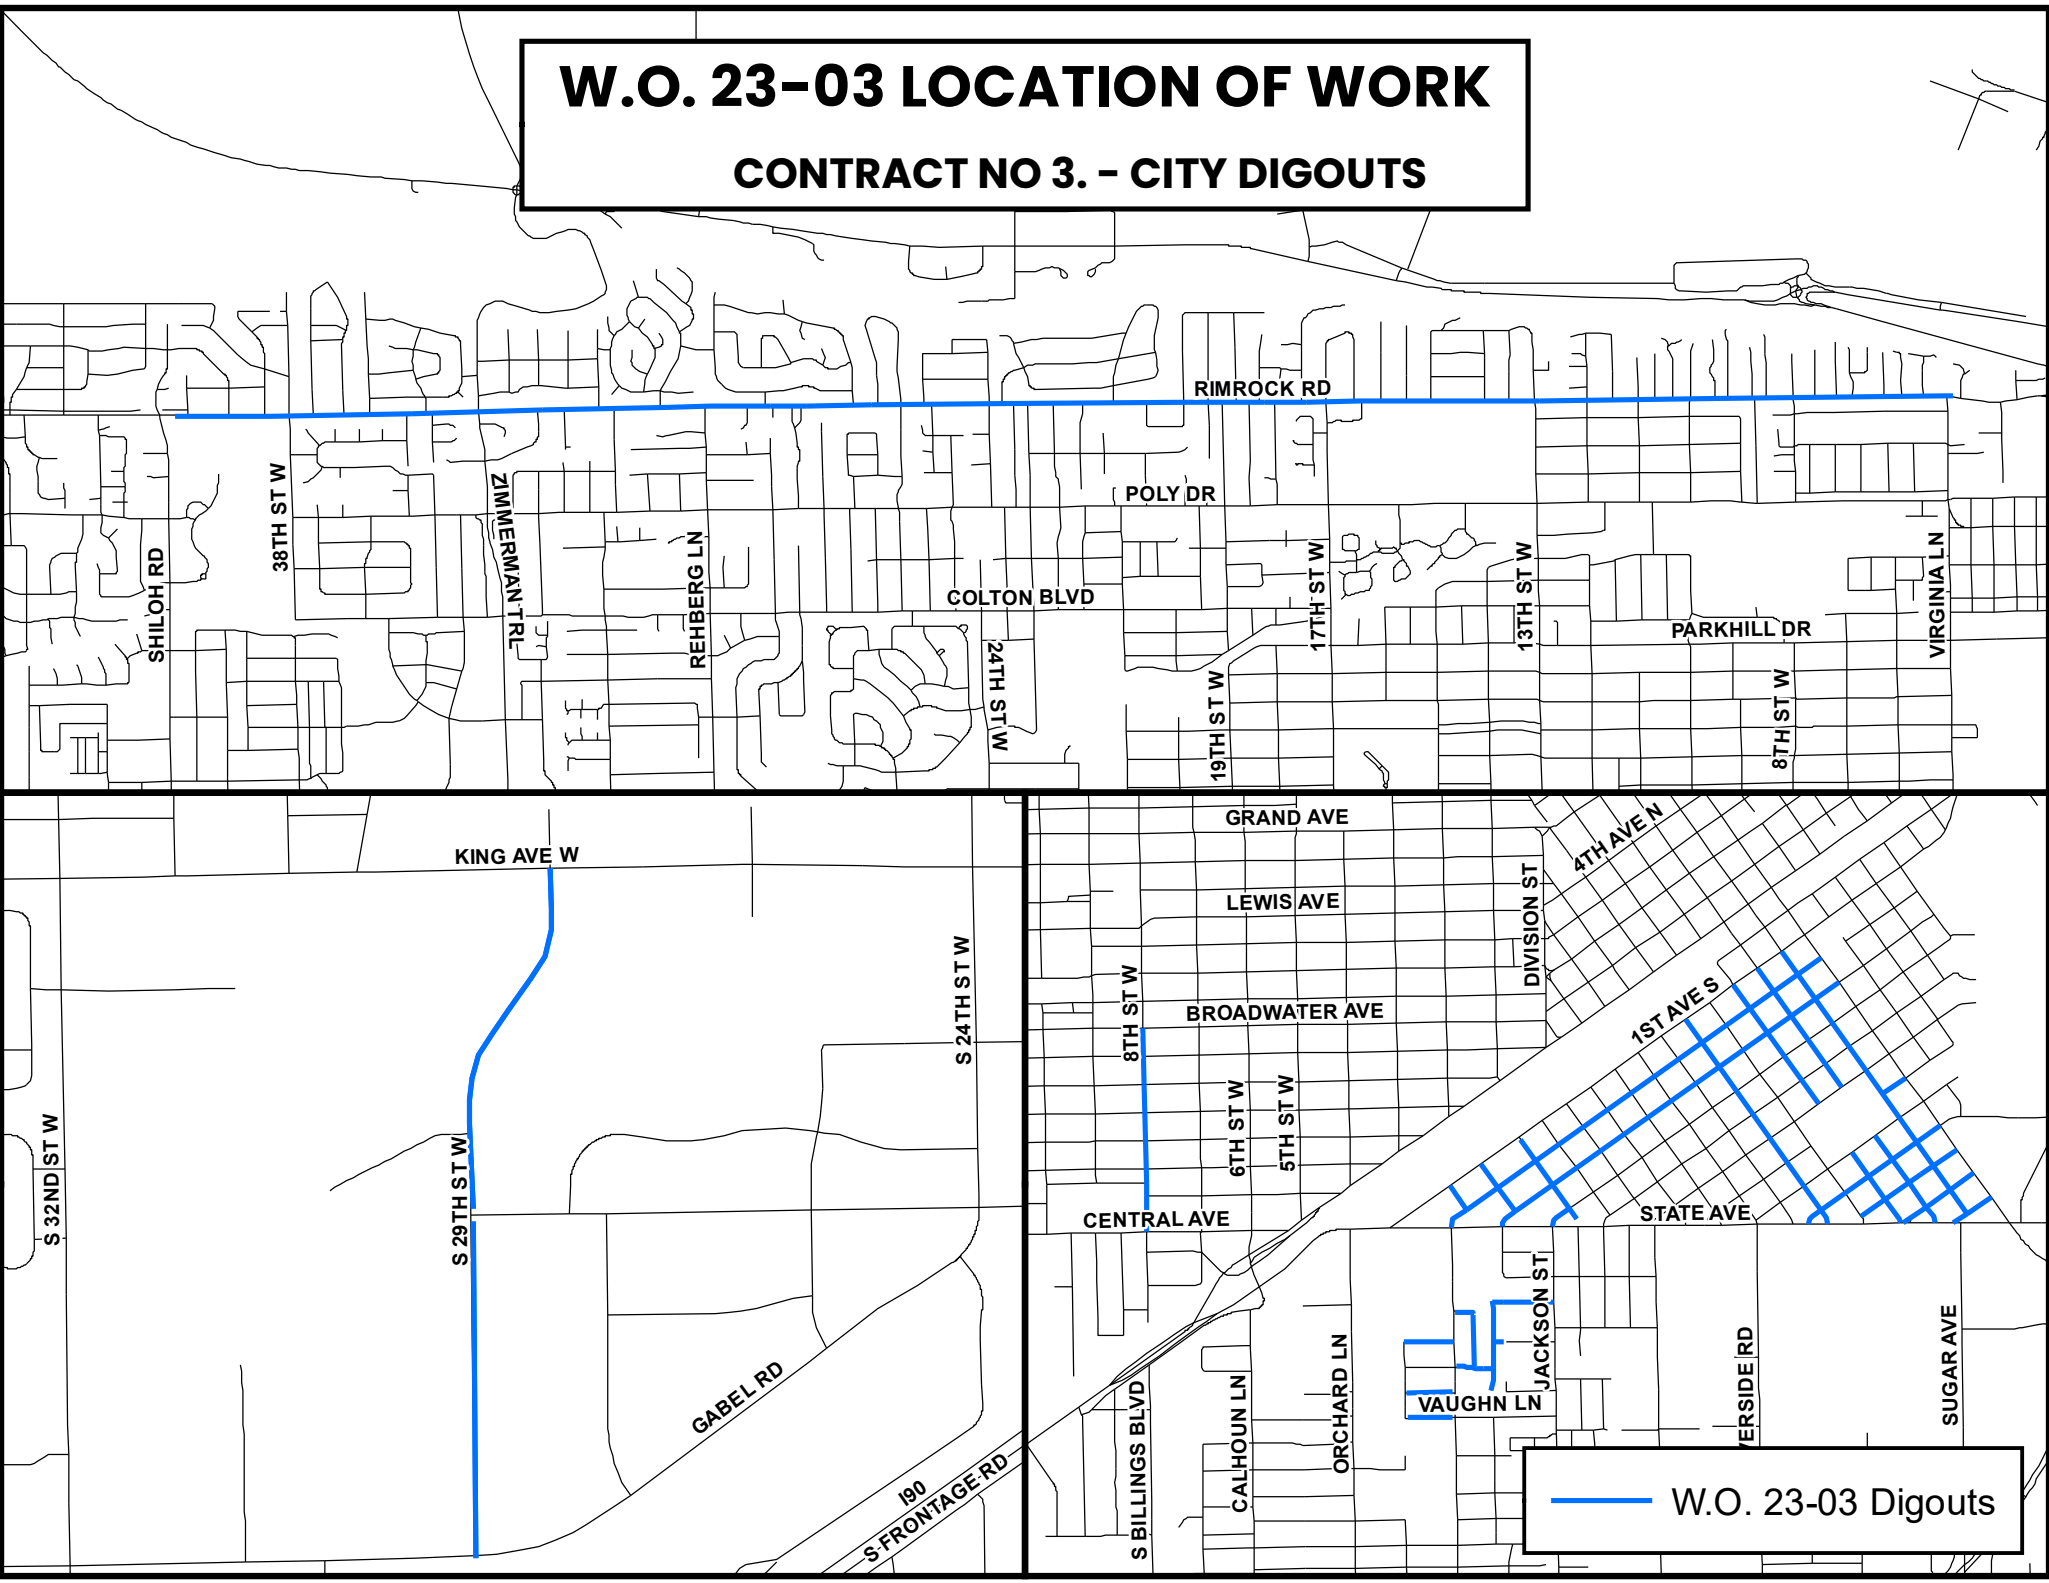 W.O. 23-03 LOCATION OF WORK
CONTRACT NO 3. - CITY DIGOUTS
RIMROCK RD
POLY DR
COLTON BLVD
PARKHILL DR
SHILOH RD
38TH ST W
ZIMMERMAN TRL
REHBERG LN
24TH ST W
19TH ST W
17TH ST W
13TH ST W
8TH ST W
VIRGINIA LN
KING AVE W
S 32ND ST W
S 29TH ST W
S 24TH ST W
GABEL RD
I90
S FRONTAGE RD
GRAND AVE
LEWIS AVE
BROADWATER AVE
CENTRAL AVE
8TH ST W
6TH ST W
5TH ST W
DIVISION ST
4TH AVE N
1ST AVE S
STATE AVE
JACKSON ST
VAUGHN LN
S BILLINGS BLVD
CALHOUN LN
ORCHARD LN
VERSIDE RD
SUGAR AVE
W.O. 23-03 Digouts